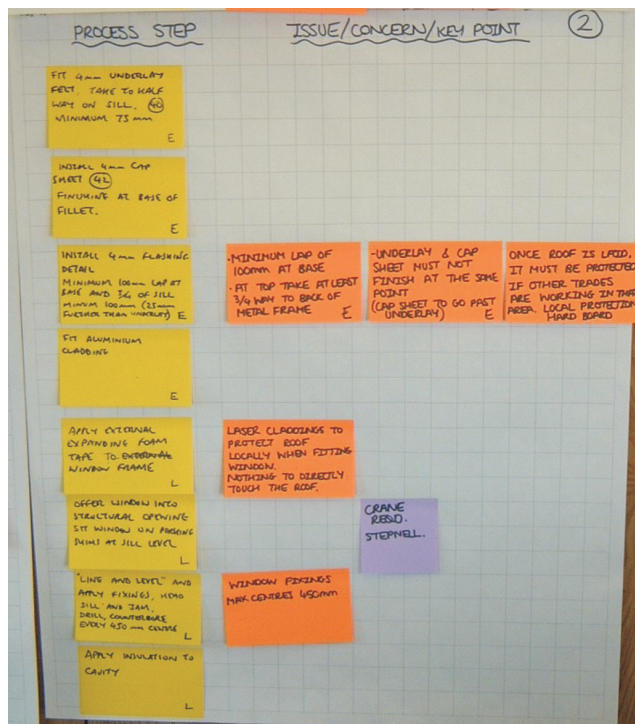 PROCESS STEP
ISSUE/CONCERN/KEY POINT
2
FIT 4mm UNDERLAY
FELT, TAKE TO HALF
WAY ON SILL. 40
MINIMUM 75mm
E
INSTALL 4mm CAP
SHEET 42
FINISHING AT BASE OF
FILLET.
E
INSTALL 4mm FLASHING
DETAIL
MINIMUM 100mm LAP AT
BASE AND 3/4 OF SILL
MINIMUM 100mm (25mm
FURTHER THAN UNDERLAY)
E
·MINIMUM LAP OF
100mm AT BASE
·AT TOP TAKE AT LEAST
3/4 WAY TO BACK OF
METAL FRAME
E
-UNDERLAY & CAP
SHEET MUST NOT
FINISH AT THE SAME
POINT
(CAP SHEET TO GO PAST
UNDERLAY)
E
ONCE ROOF IS LAID,
IT MUST BE PROTECTED
IF OTHER TRADES
ARE WORKING IN THAT
AREA. LOCAL PROTECTION
HARD BOARD
FIT ALUMINIUM
CLADDING
E
APPLY EXTERNAL
EXPANDING FOAM
TAPE TO EXTERNAL
WINDOW FRAME
L
LASER CLADDINGS TO
PROTECT ROOF
LOCALLY WHEN FITTING
WINDOW.
NOTHING TO DIRECTLY
TOUCH THE ROOF.
OFFER WINDOW INTO
STRUCTURAL OPENING
SIT WINDOW ON PACKING
SHIMS AT SILL LEVEL
L
CRANE
REQD.
STEPNELL.
"LINE AND LEVEL" AND
APPLY FIXINGS, HEAD
SILL AND JAM.
DRILL, COUNTERBORE
EVERY 450mm CENTRE
L
WINDOW FIXINGS
MAX CENTRES 450mm
APPLY INSULATION TO
CAVITY
L